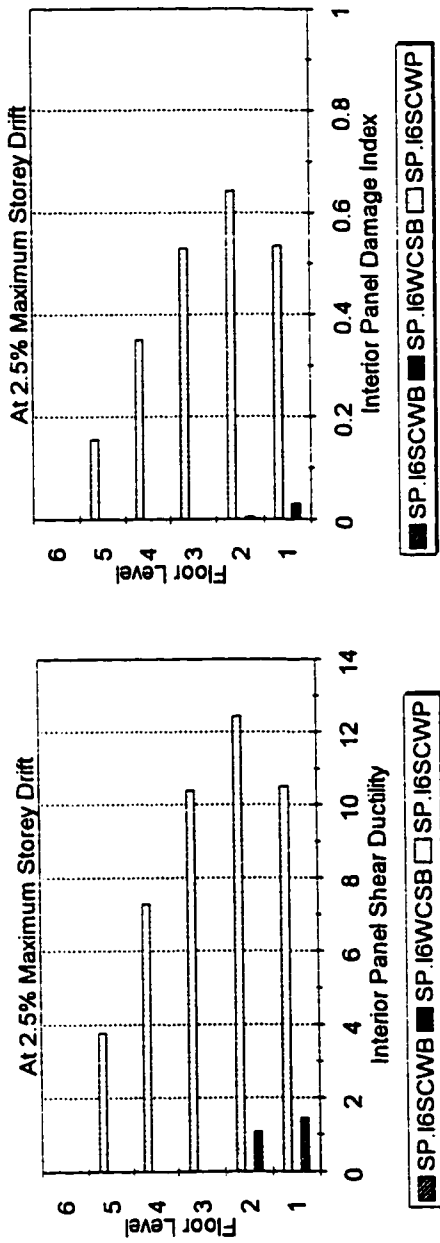 At 2.5% Maximum Storey Drift
Floor Level
6
5
4
3
2
1
0 2 4 6 8 10 12 14
Interior Panel Shear Ductility
SP.I6SCWB SP.I6WCSB SP.I6SCWP
At 2.5% Maximum Storey Drift
Floor Level
6
5
4
3
2
1
0 0.2 0.4 0.6 0.8 1
Interior Panel Damage Index
SP.I6SCWB SP.I6WCSB SP.I6SCWP